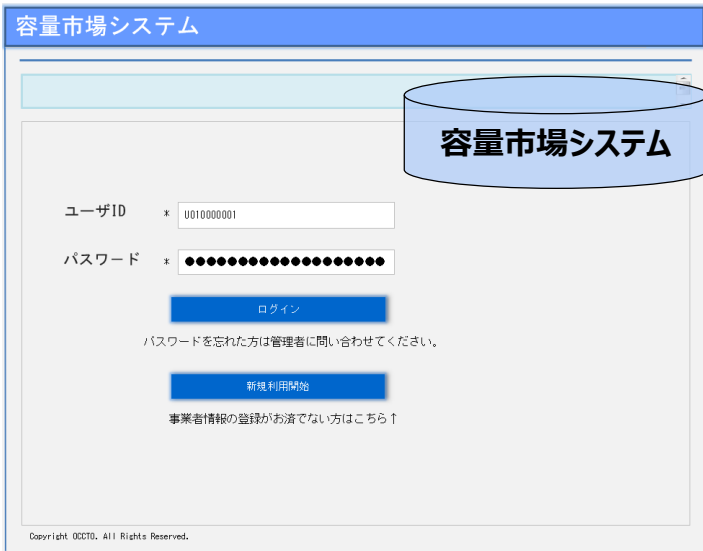 容量市場システム
容量市場システム
ユーザID * U010000001
パスワード * ●●●●●●●●●●●●●●●●●●●
ログイン
パスワードを忘れた方は管理者に問い合わせてください。
新規利用開始
事業者情報の登録がお済でない方はこちら↑
Copyright OCCTO. All Rights Reserved.